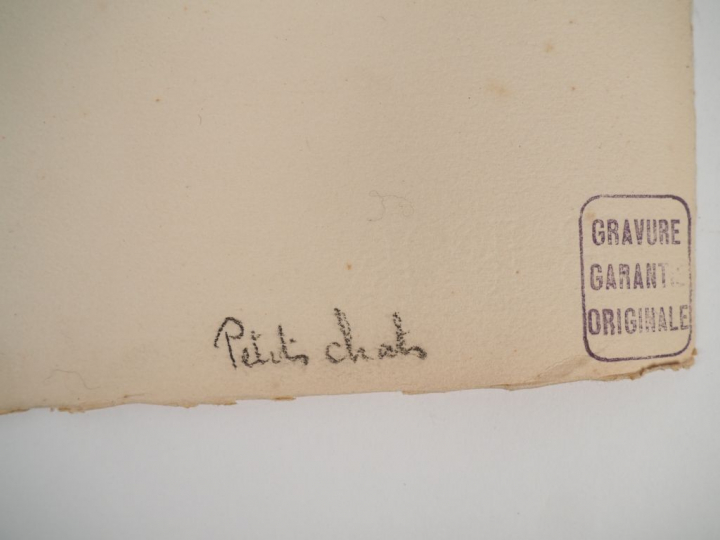 Petits chats
GRAVURE
GARANTIE
ORIGINALE